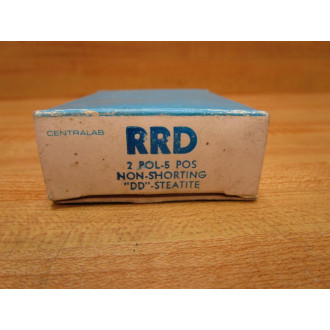 CENTRALAB
RRD
2 POL-5 POS
NON-SHORTING
"DD"-STEATITE